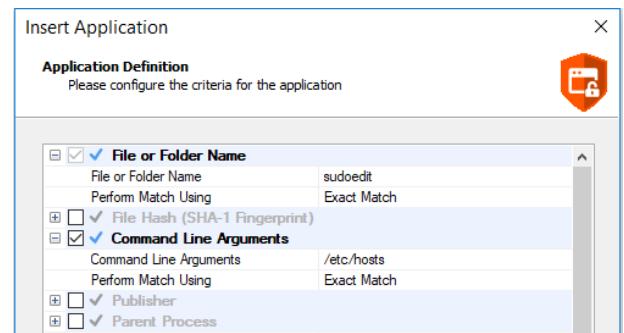 Insert Application
Application Definition
Please configure the criteria for the application
File or Folder Name
File or Folder Name sudoedit
Perform Match Using Exact Match
File Hash (SHA-1 Fingerprint)
Command Line Arguments
Command Line Arguments /etc/hosts
Perform Match Using Exact Match
Publisher
Parent Process